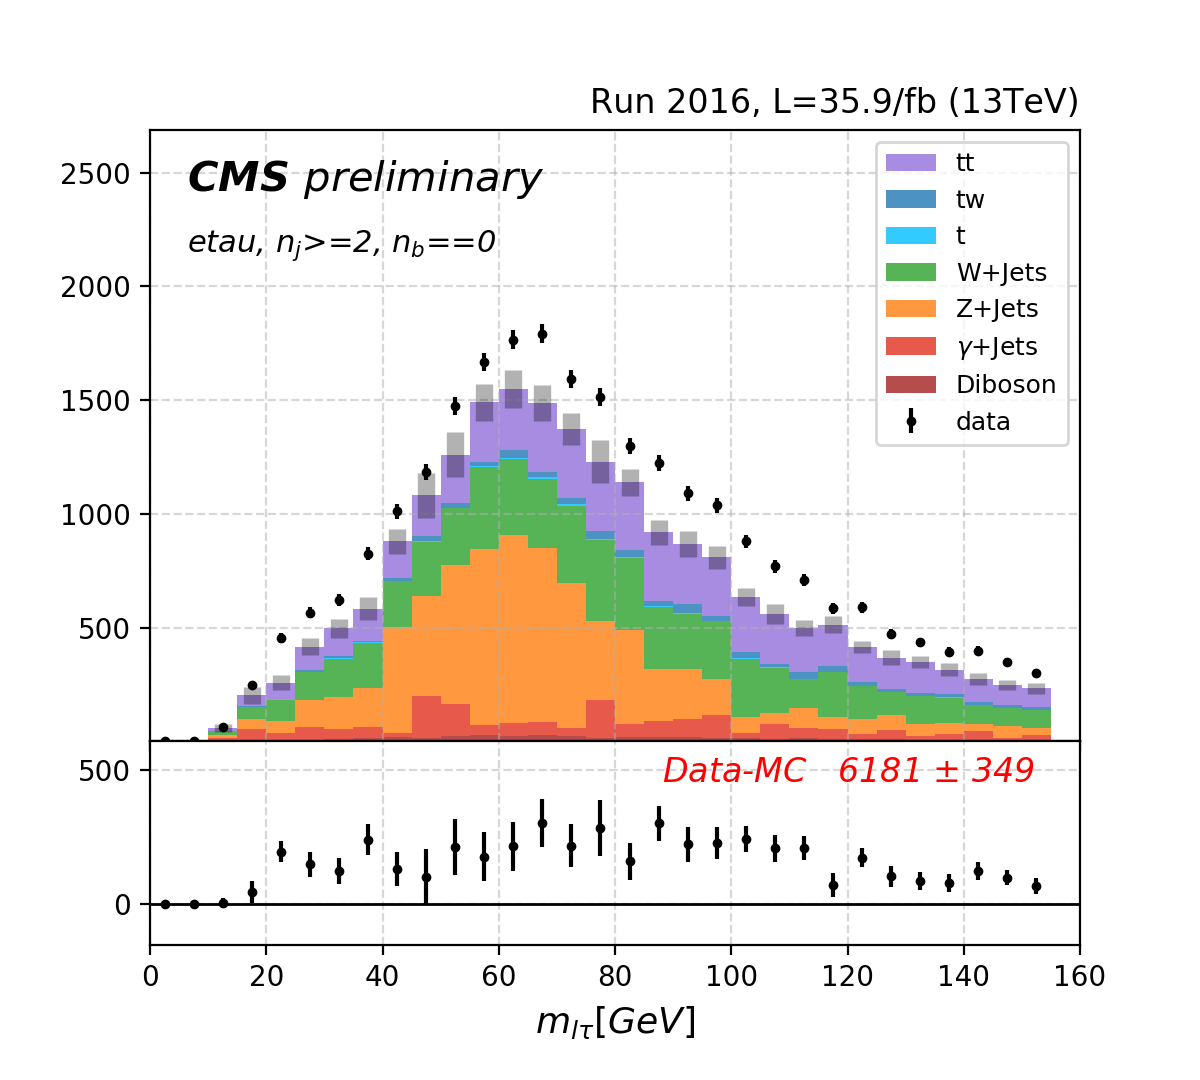 Run 2016, L=35.9/fb (13TeV)
CMS preliminary
etau, n_j>=2, n_b==0
tt
tw
t
W+Jets
Z+Jets
γ+Jets
Diboson
data
2500
2000
1500
1000
500
Data-MC 6181 ± 349
500
0
0 20 40 60 80 100 120 140 160
m_{lτ}[GeV]